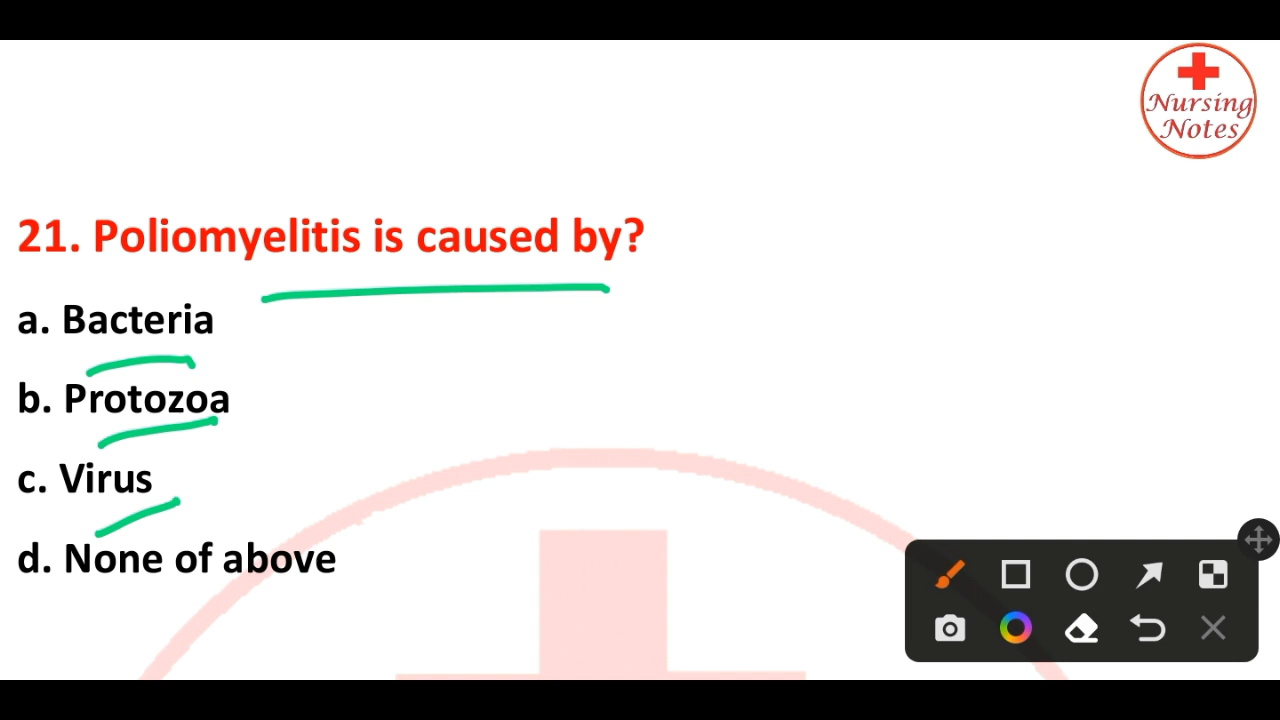 Nursing
Notes
21. Poliomyelitis is caused by?
a. Bacteria
b. Protozoa
c. Virus
d. None of above